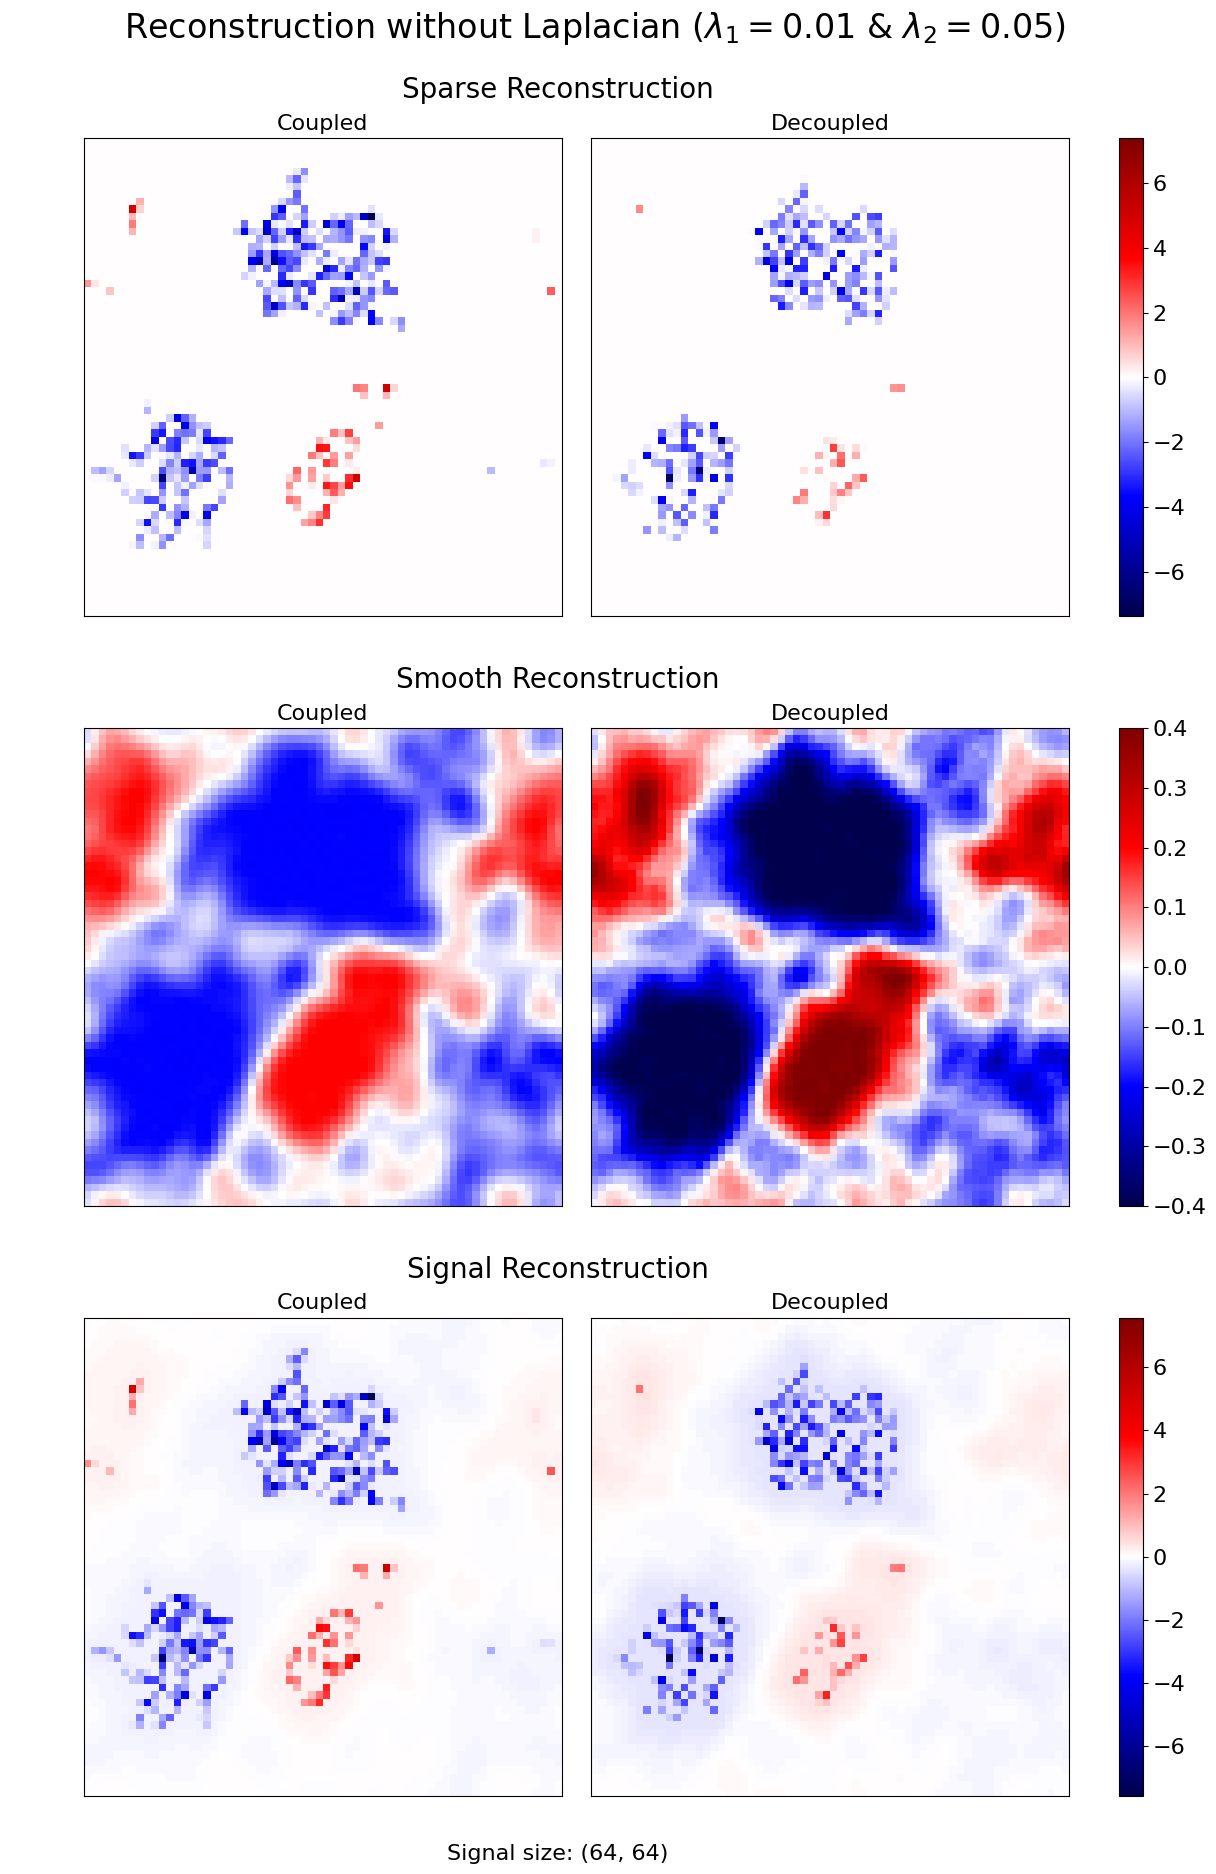 Reconstruction without Laplacian (λ₁ = 0.01 & λ₂ = 0.05)
Sparse Reconstruction
Coupled
Decoupled
6
4
2
0
−2
−4
−6
Smooth Reconstruction
Coupled
Decoupled
0.4
0.3
0.2
0.1
0.0
−0.1
−0.2
−0.3
−0.4
Signal Reconstruction
Coupled
Decoupled
6
4
2
0
−2
−4
−6
Signal size: (64, 64)